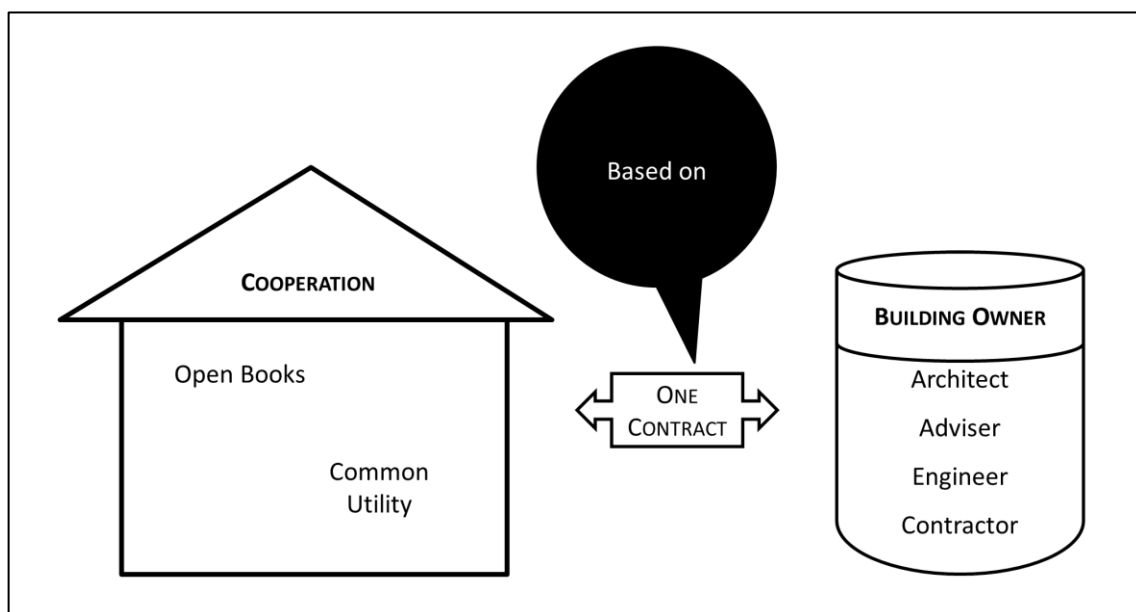 Based on
COOPERATION
Open Books
Common
Utility
ONE
CONTRACT
BUILDING OWNER
Architect
Adviser
Engineer
Contractor